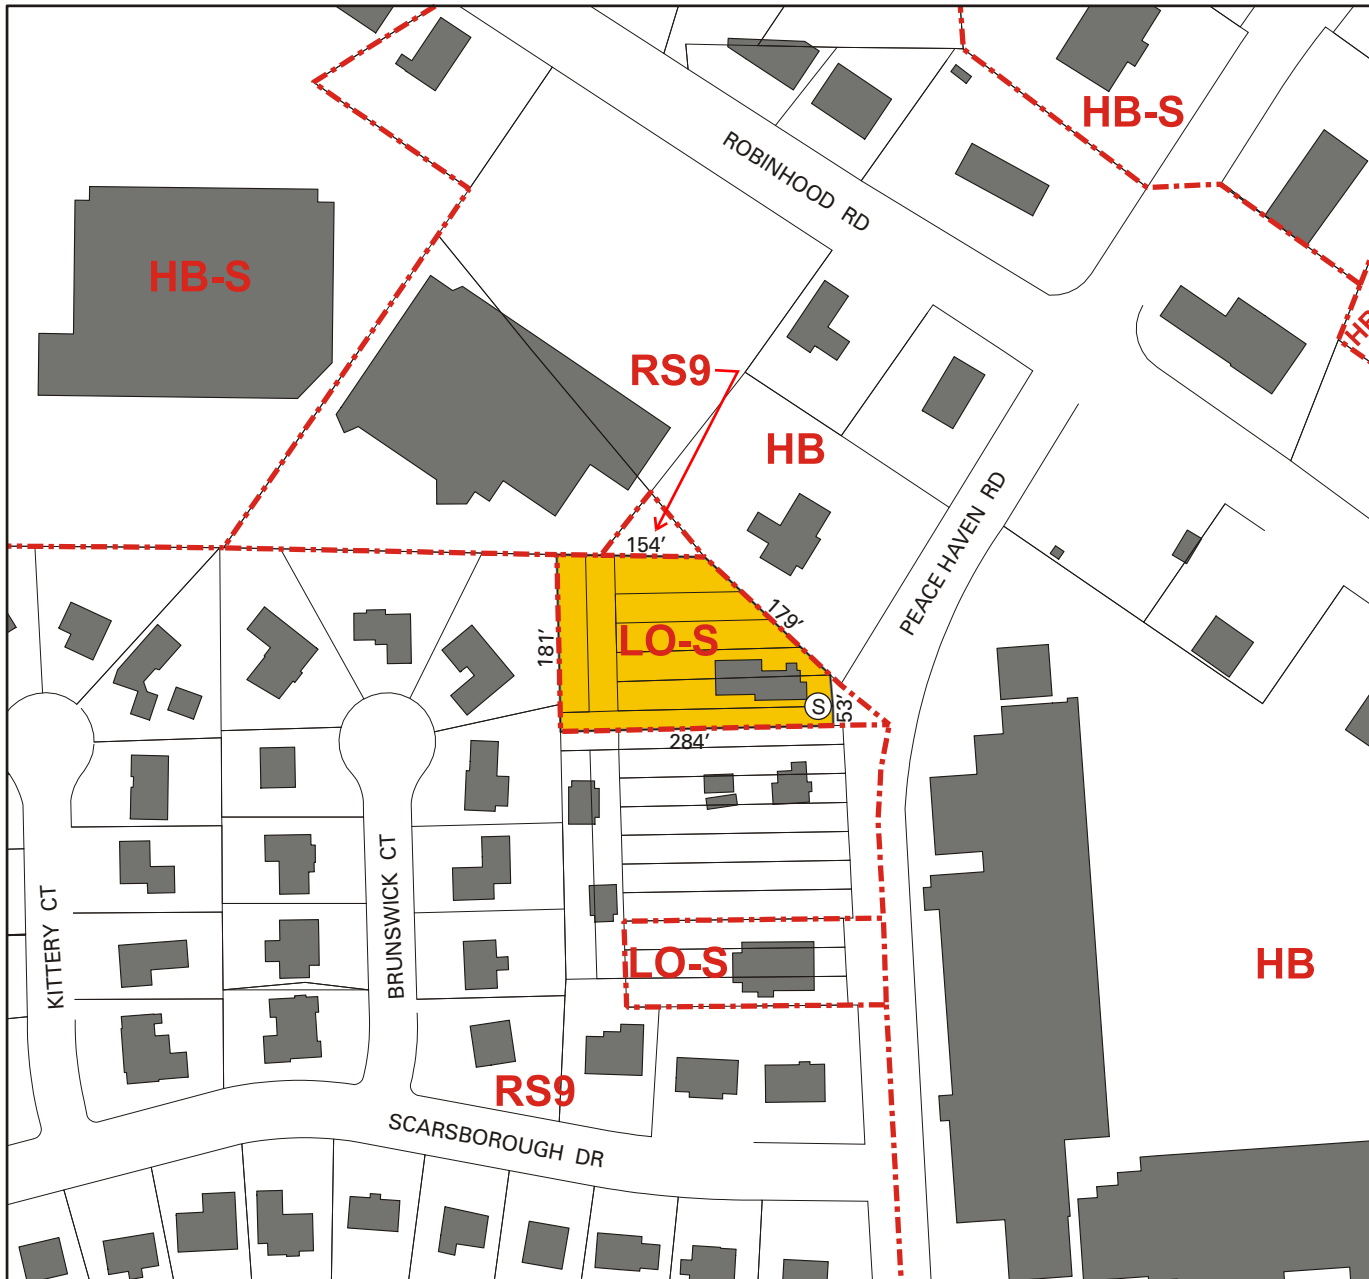 HB-S
ROBINHOOD RD
HB-S
HB
RS9
HB
PEACE HAVEN RD
154'
179'
181'
LO-S
S
53'
284'
BRUNSWICK CT
KITTERY CT
LO-S
HB
RS9
SCARSBOROUGH DR